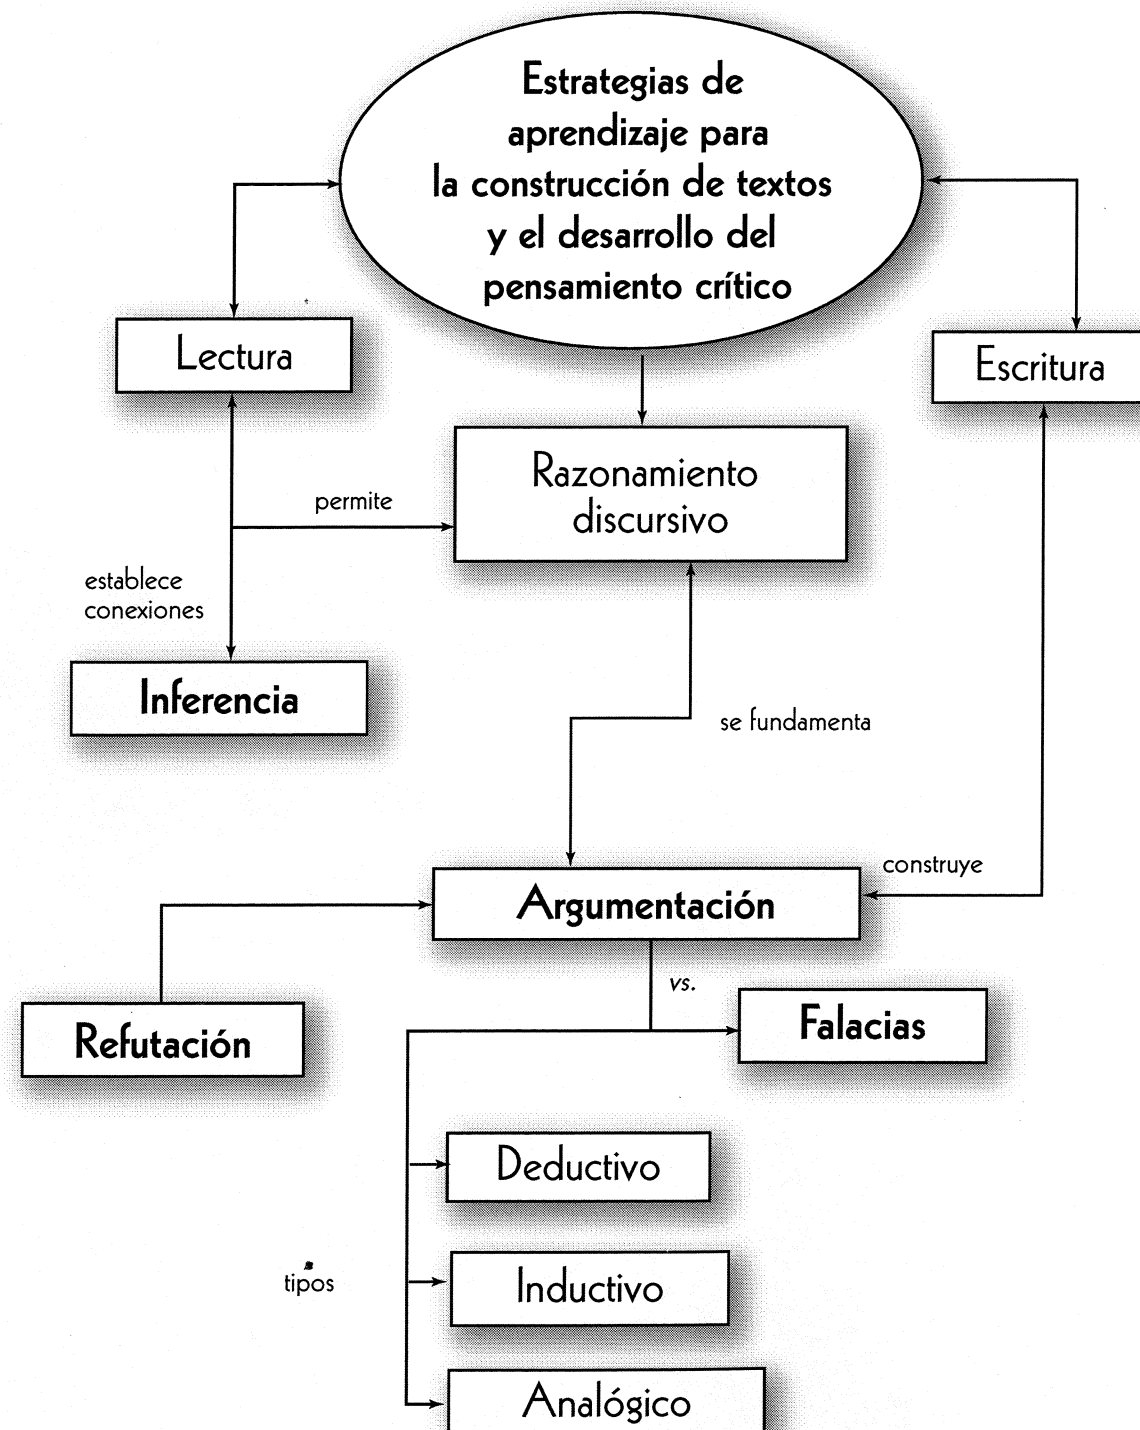 Estrategias de
aprendizaje para
la construcción de textos
y el desarrollo del
pensamiento crítico
Lectura
Escritura
Razonamiento
discursivo
permite
establece
conexiones
Inferencia
se fundamenta
construye
Argumentación
vs.
Falacias
Refutación
Deductivo
tipos
Inductivo
Analógico